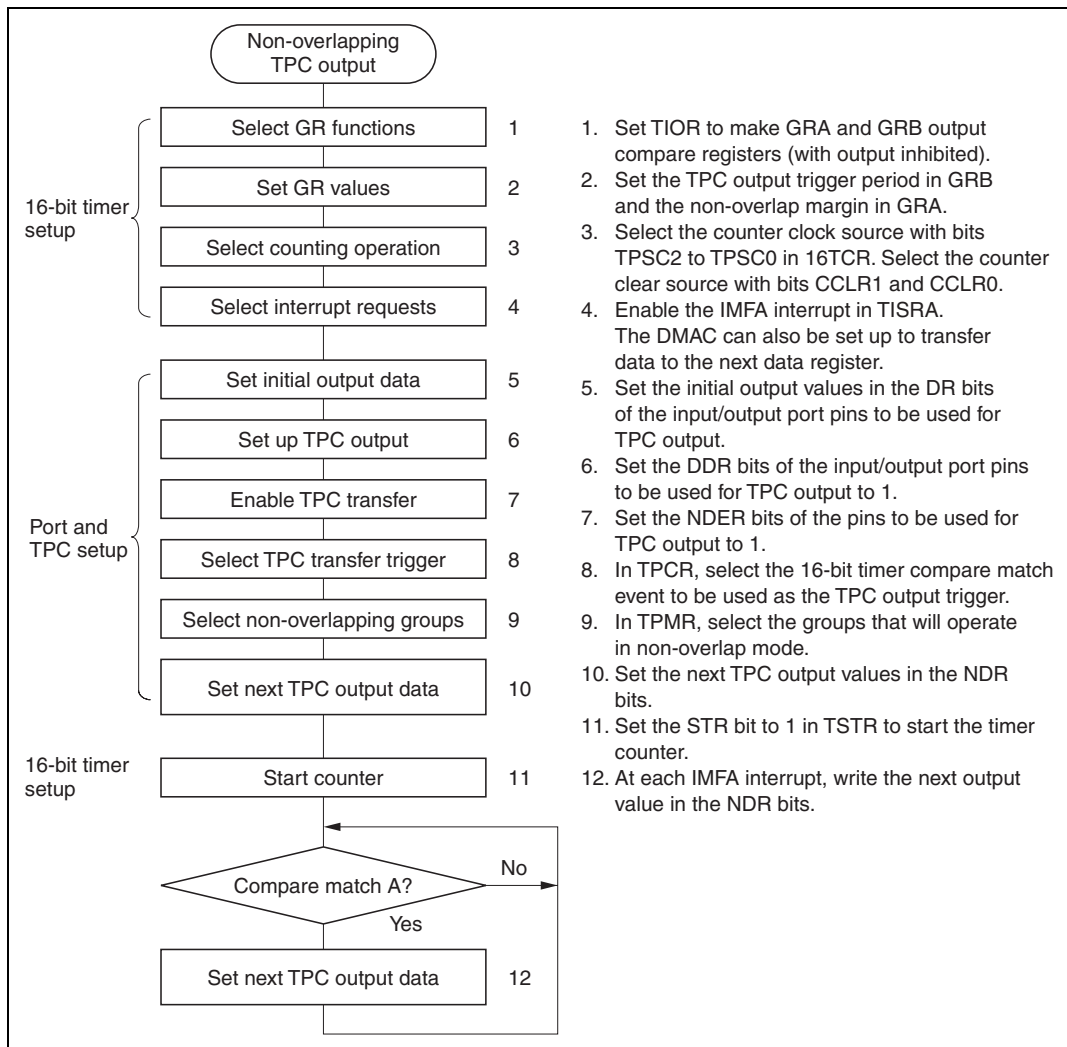 Non-overlapping
TPC output
16-bit timer
setup
Select GR functions 1
Set GR values 2
Select counting operation 3
Select interrupt requests 4
Port and
TPC setup
Set initial output data 5
Set up TPC output 6
Enable TPC transfer 7
Select TPC transfer trigger 8
Select non-overlapping groups 9
Set next TPC output data 10
16-bit timer
setup
Start counter 11
Compare match A?
No
Yes
Set next TPC output data 12
1. Set TIOR to make GRA and GRB output
compare registers (with output inhibited).
2. Set the TPC output trigger period in GRB
and the non-overlap margin in GRA.
3. Select the counter clock source with bits
TPSC2 to TPSC0 in 16TCR. Select the counter
clear source with bits CCLR1 and CCLR0.
4. Enable the IMFA interrupt in TISRA.
The DMAC can also be set up to transfer
data to the next data register.
5. Set the initial output values in the DR bits
of the input/output port pins to be used for
TPC output.
6. Set the DDR bits of the input/output port pins
to be used for TPC output to 1.
7. Set the NDER bits of the pins to be used for
TPC output to 1.
8. In TPCR, select the 16-bit timer compare match
event to be used as the TPC output trigger.
9. In TPMR, select the groups that will operate
in non-overlap mode.
10. Set the next TPC output values in the NDR
bits.
11. Set the STR bit to 1 in TSTR to start the timer
counter.
12. At each IMFA interrupt, write the next output
value in the NDR bits.